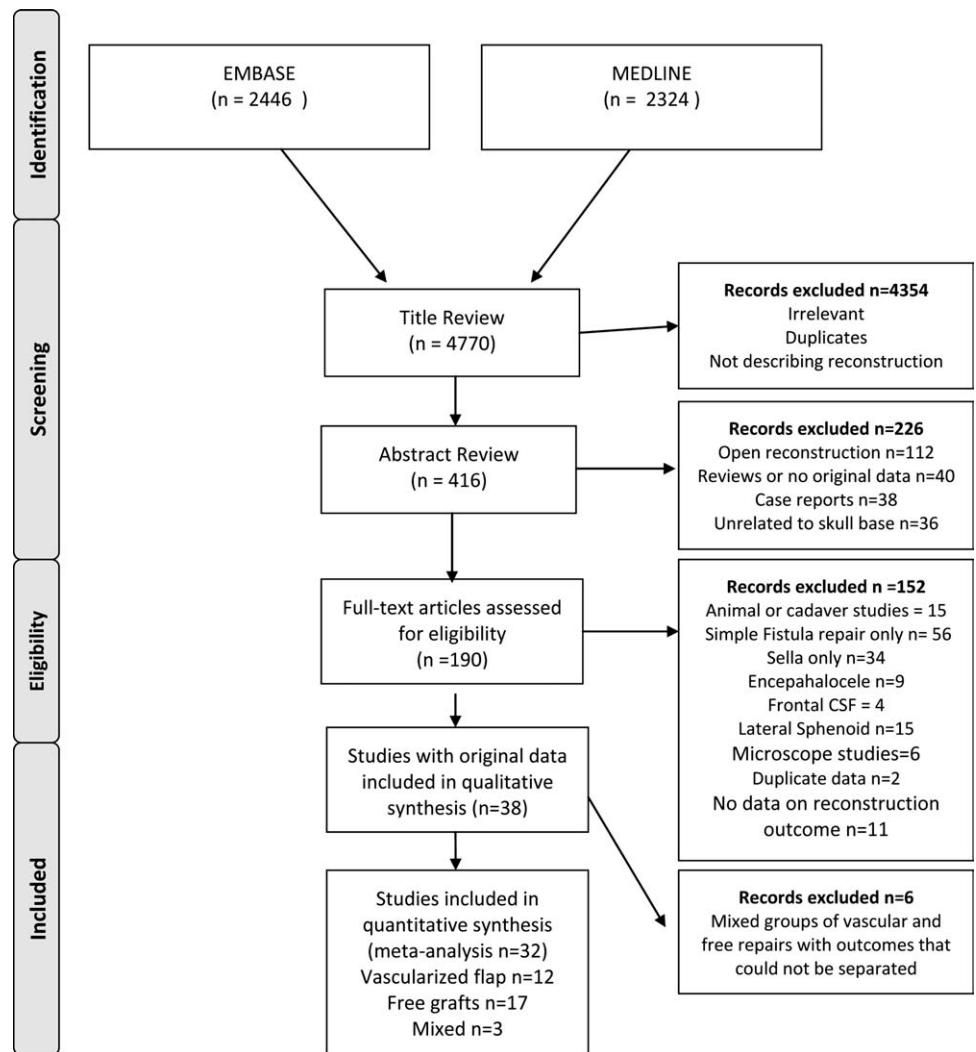 Identification
EMBASE
(n = 2446  )
MEDLINE
(n =  2324 )
Screening
Title Review
(n = 4770)
Records excluded n=4354
Irrelevant
Duplicates
Not describing reconstruction
Abstract Review
(n = 416)
Records excluded n=226
Open reconstruction n=112
Reviews or no original data n=40
Case reports n=38
Unrelated to skull base n=36
Eligibility
Full-text articles assessed
for eligibility
(n =190)
Records excluded n =152
Animal or cadaver studies = 15
Simple Fistula repair only n= 56
Sella only n=34
Encepahalocele n=9
Frontal CSF = 4
Lateral Sphenoid n=15
Microscope studies=6
Duplicate data n=2
No data on reconstruction
outcome n=11
Included
Studies with original data
included in qualitative
synthesis (n=38)
Records excluded n=6
Mixed groups of vascular and
free repairs with outcomes that
could not be separated
Studies included in
quantitative synthesis
(meta-analysis n=32)
Vascularized flap n=12
Free grafts n=17
Mixed n=3